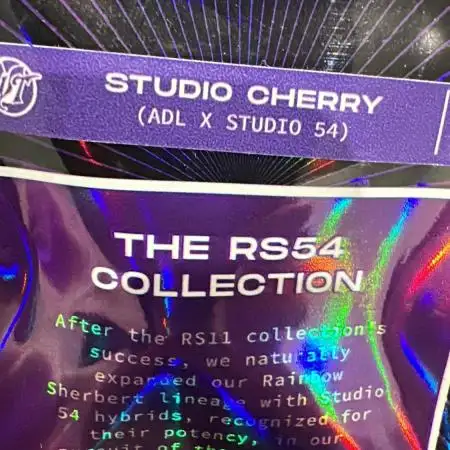 STUDIO CHERRY
(ADL X STUDIO 54)
THE RS54
COLLECTION
After the RS11 collection's
success, we naturally
expanded our Rainbow
Sherbert lineage with Studio
54 hybrids, recognized for
their potency, in our